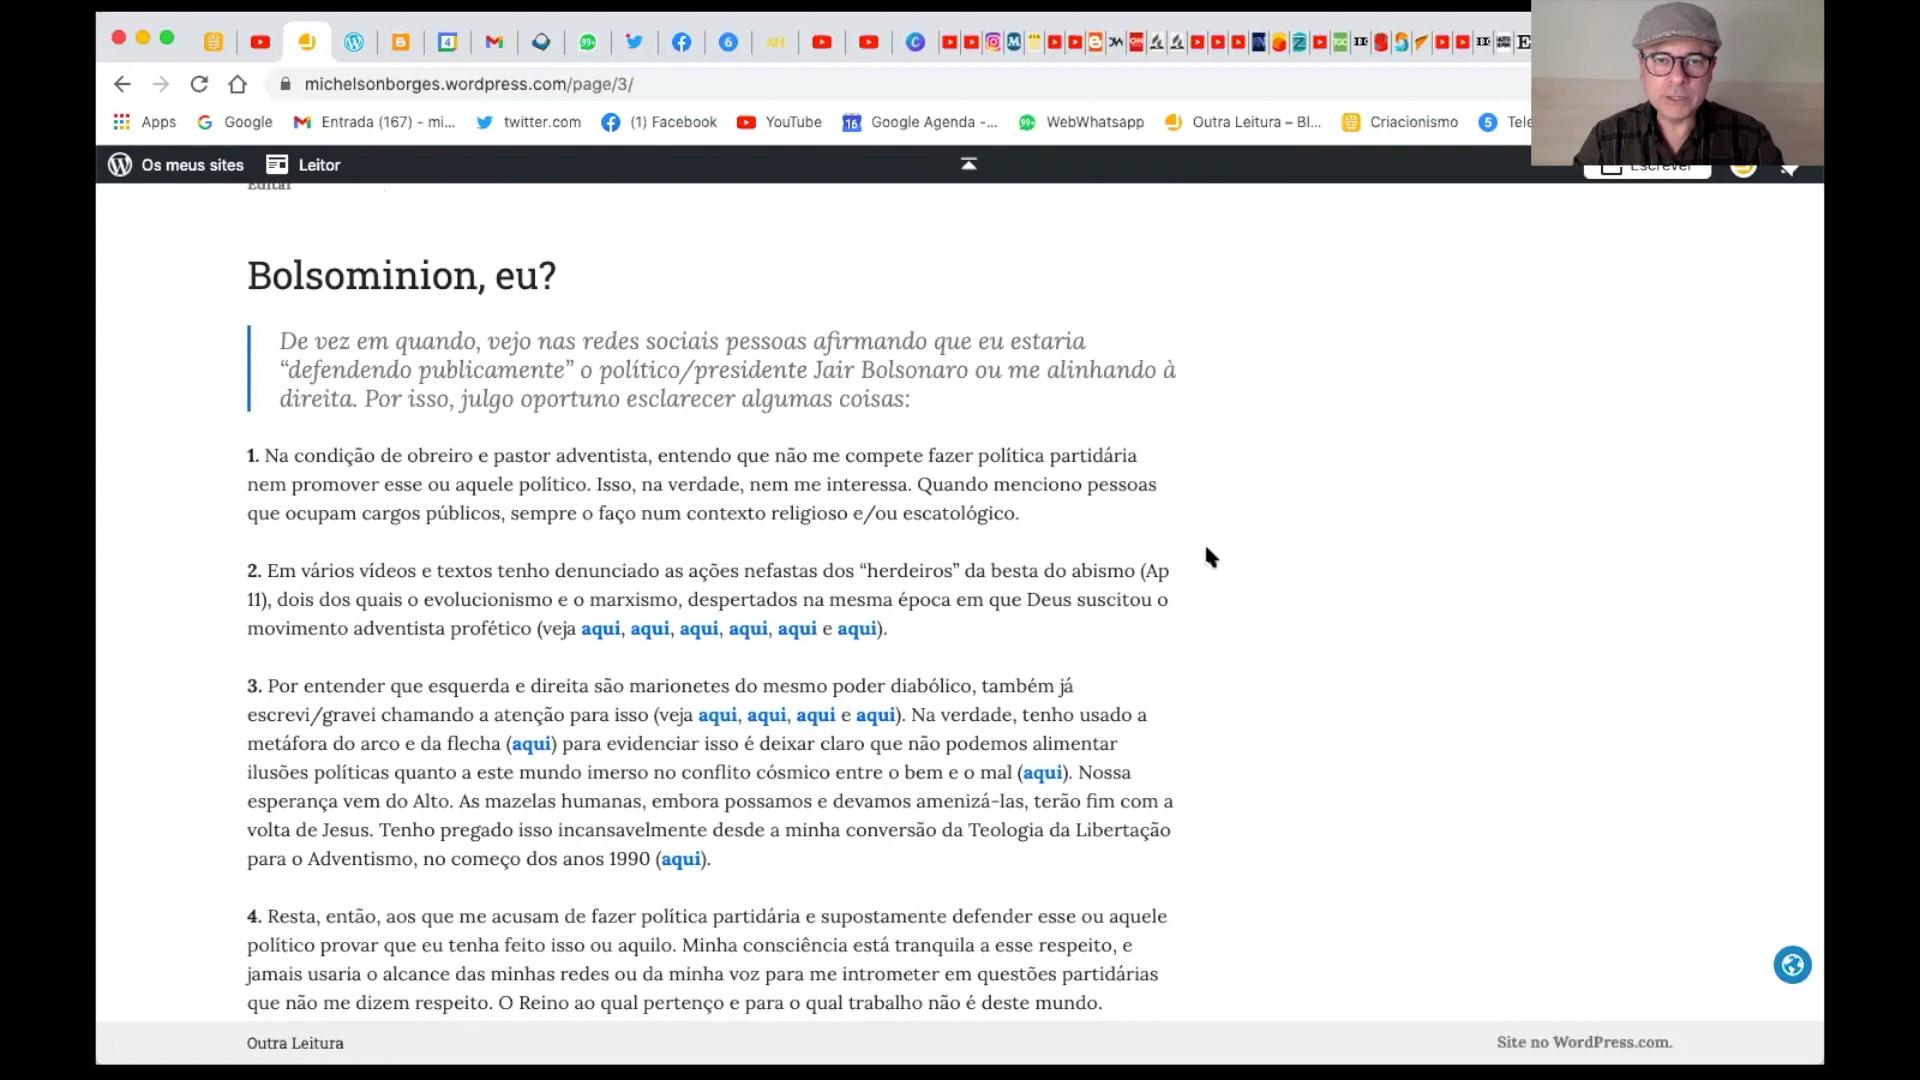 michelsonborges.wordpress.com/page/3/
Apps Google Entrada (167) - mi... twitter.com (1) Facebook YouTube Google Agenda -... WebWhatsapp Outra Leitura – Bl... Criacionismo Tele
Os meus sites Leitor Escrever
Editar
Bolsominion, eu?
De vez em quando, vejo nas redes sociais pessoas afirmando que eu estaria
“defendendo publicamente” o político/presidente Jair Bolsonaro ou me alinhando à
direita. Por isso, julgo oportuno esclarecer algumas coisas:
1. Na condição de obreiro e pastor adventista, entendo que não me compete fazer política partidária
nem promover esse ou aquele político. Isso, na verdade, nem me interessa. Quando menciono pessoas
que ocupam cargos públicos, sempre o faço num contexto religioso e/ou escatológico.
2. Em vários vídeos e textos tenho denunciado as ações nefastas dos “herdeiros” da besta do abismo (Ap
11), dois dos quais o evolucionismo e o marxismo, despertados na mesma época em que Deus suscitou o
movimento adventista profético (veja aqui, aqui, aqui, aqui, aqui e aqui).
3. Por entender que esquerda e direita são marionetes do mesmo poder diabólico, também já
escrevi/gravei chamando a atenção para isso (veja aqui, aqui, aqui e aqui). Na verdade, tenho usado a
metáfora do arco e da flecha (aqui) para evidenciar isso é deixar claro que não podemos alimentar
ilusões políticas quanto a este mundo imerso no conflito cósmico entre o bem e o mal (aqui). Nossa
esperança vem do Alto. As mazelas humanas, embora possamos e devamos amenizá-las, terão fim com a
volta de Jesus. Tenho pregado isso incansavelmente desde a minha conversão da Teologia da Libertação
para o Adventismo, no começo dos anos 1990 (aqui).
4. Resta, então, aos que me acusam de fazer política partidária e supostamente defender esse ou aquele
político provar que eu tenha feito isso ou aquilo. Minha consciência está tranquila a esse respeito, e
jamais usaria o alcance das minhas redes ou da minha voz para me intrometer em questões partidárias
que não me dizem respeito. O Reino ao qual pertenço e para o qual trabalho não é deste mundo.
Outra Leitura Site no WordPress.com.